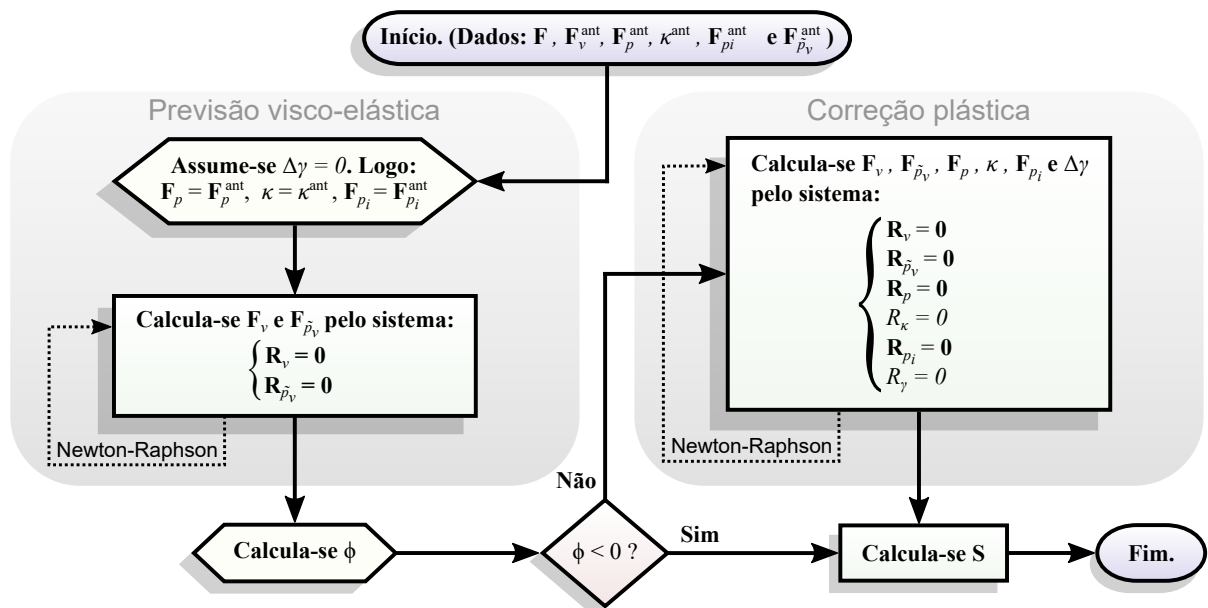 Início. (Dados: F , F_v^ant, F_p^ant, κ^ant , F_pi^ant e F_p̃v^ant )
Previsão visco-elástica
Assume-se Δγ = 0. Logo:
F_p = F_p^ant, κ = κ^ant , F_pi = F_pi^ant
Calcula-se F_v e F_p̃v pelo sistema:
R_v = 0
R_p̃v = 0
Newton-Raphson
Calcula-se ϕ
ϕ < 0 ?
Não
Sim
Correção plástica
Calcula-se F_v , F_p̃v , F_p , κ , F_pi e Δγ
pelo sistema:
R_v = 0
R_p̃v = 0
R_p = 0
R_κ = 0
R_pi = 0
R_γ = 0
Newton-Raphson
Calcula-se S
Fim.